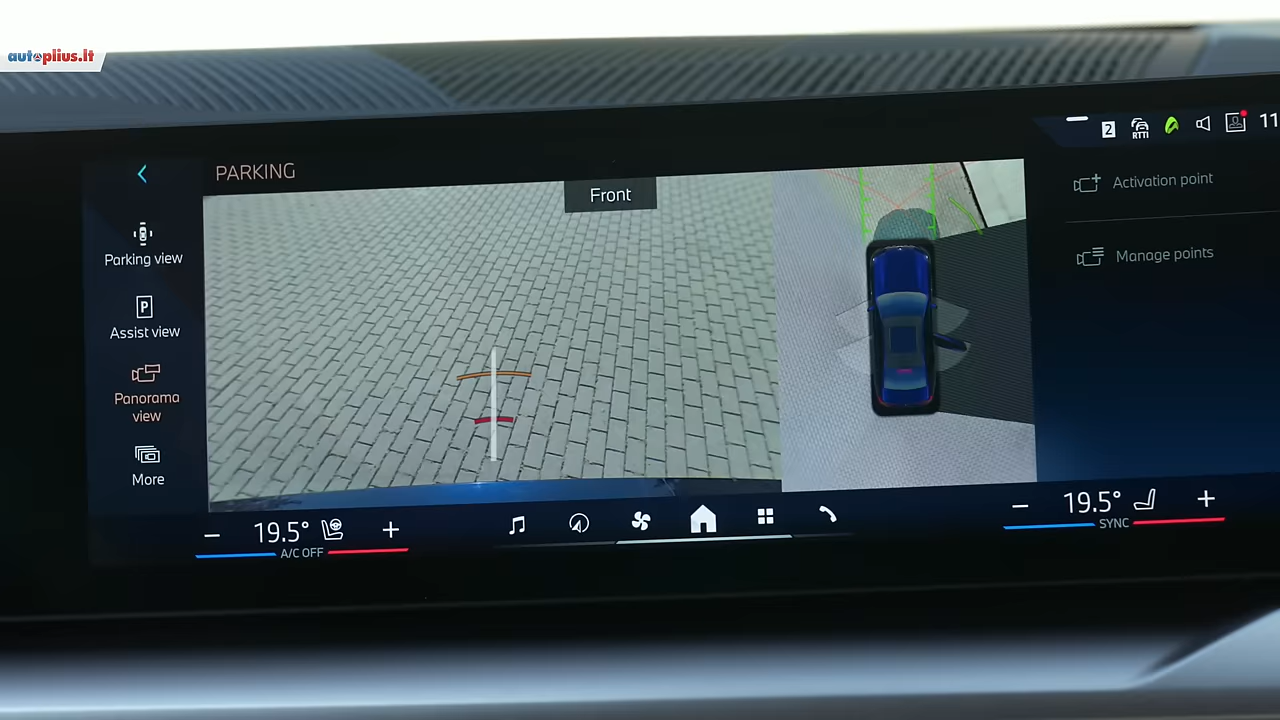 autoplius.lt
PARKING
Front
2
RTTI
11
Parking view
P
Assist view
Panorama
view
More
Activation point
Manage points
− 19.5° +
A/C OFF
− 19.5° +
SYNC